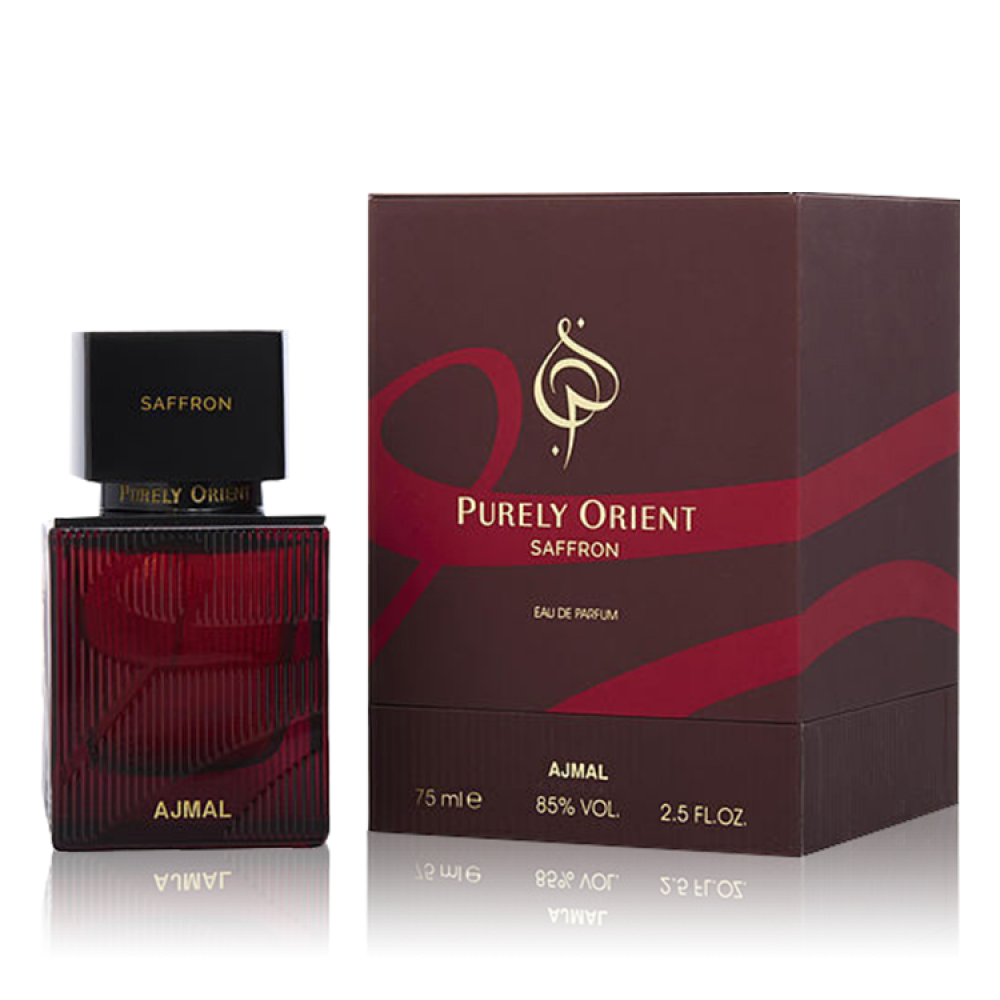 SAFFRON
PURELY ORIENT
AJMAL
PURELY ORIENT
SAFFRON
EAU DE PARFUM
AJMAL
75 ml e 85% VOL. 2.5 FL.OZ.